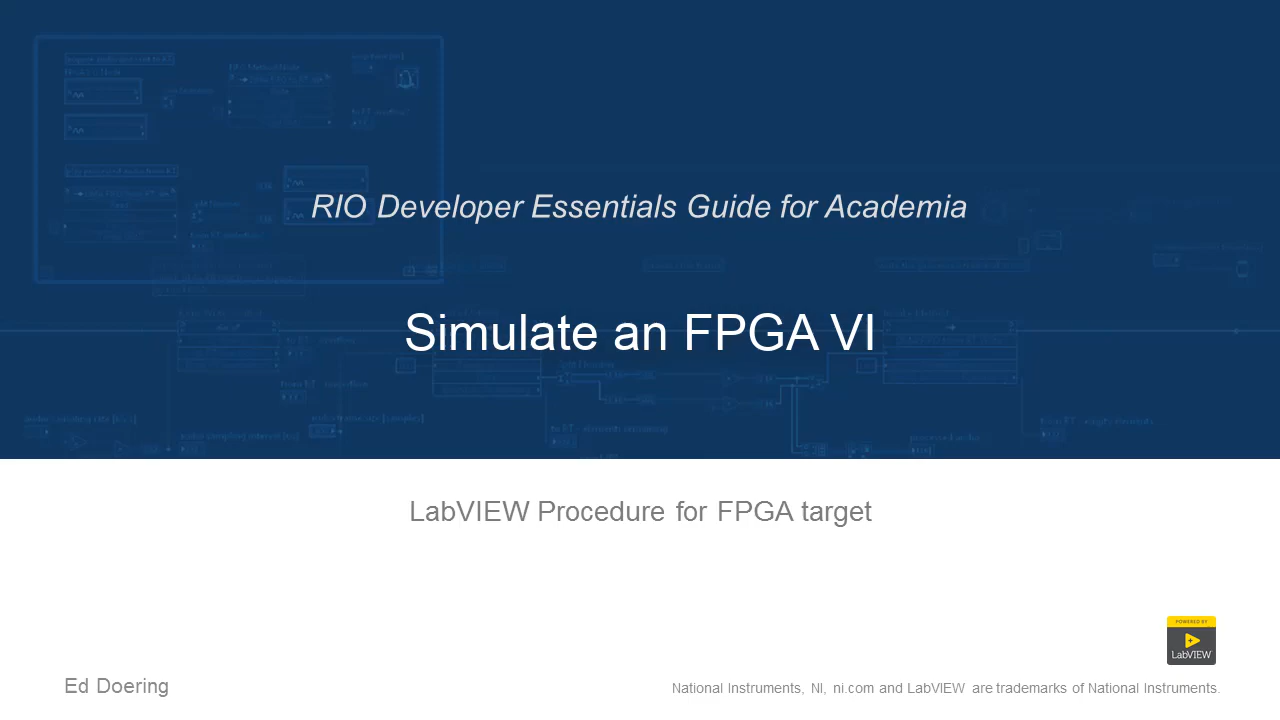 RIO Developer Essentials Guide for Academia
Simulate an FPGA VI
LabVIEW Procedure for FPGA target
POWERED BY
LabVIEW
Ed Doering
National Instruments, NI, ni.com and LabVIEW are trademarks of National Instruments.